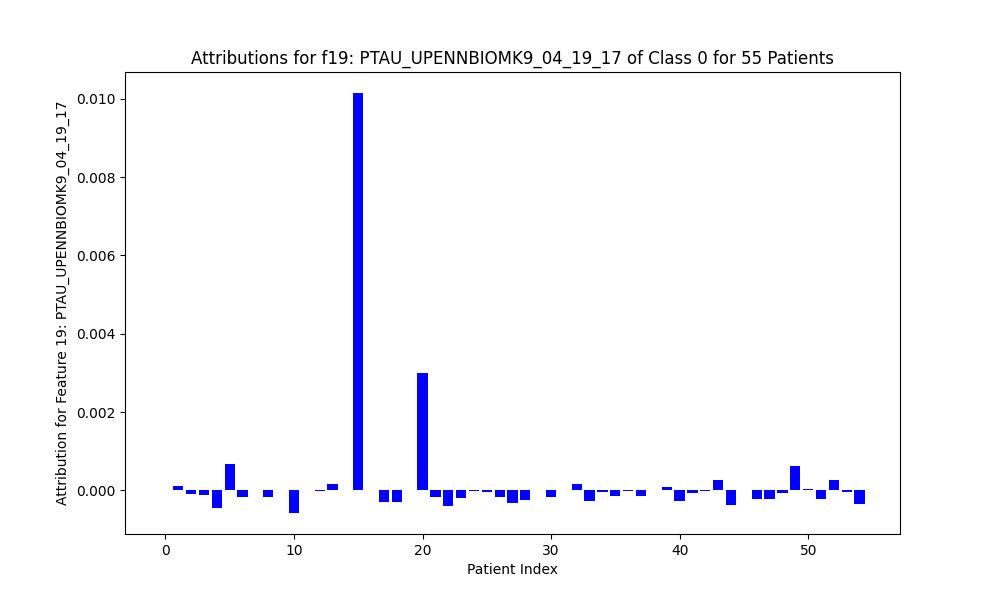 Attributions for f19: PTAU_UPENNBIOMK9_04_19_17 of Class 0 for 55 Patients
Attribution for Feature 19: PTAU_UPENNBIOMK9_04_19_17
0.010
0.008
0.006
0.004
0.002
0.000
0 10 20 30 40 50
Patient Index